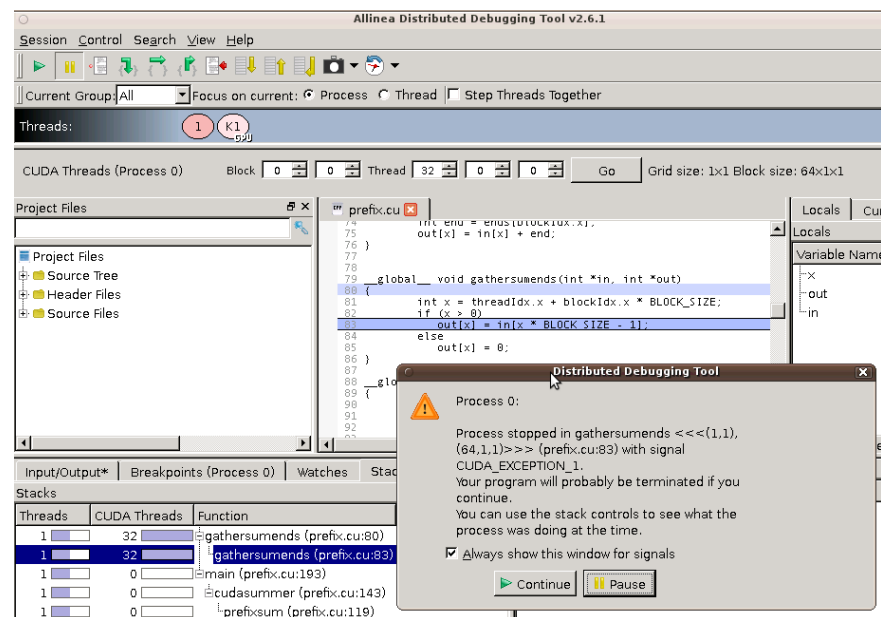 Allinea Distributed Debugging Tool v2.6.1
Session Control Search View Help
Current Group: All Focus on current: Process Thread Step Threads Together
Threads: 1 K1 GPU
CUDA Threads (Process 0) Block 0 0 Thread 32 0 0 Go Grid size: 1x1 Block size: 64x1x1
Project Files
Project Files
Source Tree
Header Files
Source Files
prefix.cu
74 int end = ends[blockIdx.x];
75 out[x] = in[x] + end;
76 }
77
78
79 __global__ void gathersumends(int *in, int *out)
80 {
81 int x = threadIdx.x + blockIdx.x * BLOCK_SIZE;
82 if (x > 0)
83 out[x] = in[x * BLOCK_SIZE - 1];
84 else
85 out[x] = 0;
86 }
87
88 __glo
89 {
90
91
92
Locals Cu
Locals
Variable Name
x
out
in
Distributed Debugging Tool
Process 0:
Process stopped in gathersumends <<<(1,1),
(64,1,1)>>> (prefix.cu:83) with signal
CUDA_EXCEPTION_1.
Your program will probably be terminated if you
continue.
You can use the stack controls to see what the
process was doing at the time.
Always show this window for signals
Continue Pause
Input/Output* Breakpoints (Process 0) Watches Stac
Stacks
Threads CUDA Threads Function
1 32 gathersumends (prefix.cu:80)
1 32 gathersumends (prefix.cu:83)
1 0 main (prefix.cu:193)
1 0 cudasummer (prefix.cu:143)
1 0 prefixsum (prefix.cu:119)